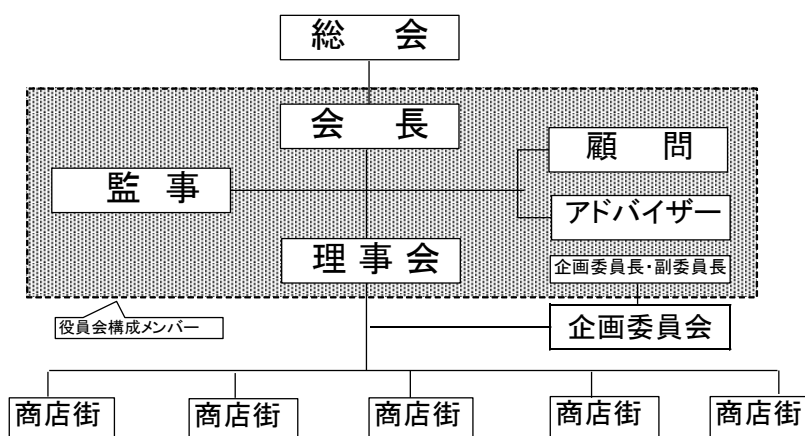 総会
会長
顧問
監事
アドバイザー
理事会
企画委員長・副委員長
役員会構成メンバー
企画委員会
商店街
商店街
商店街
商店街
商店街